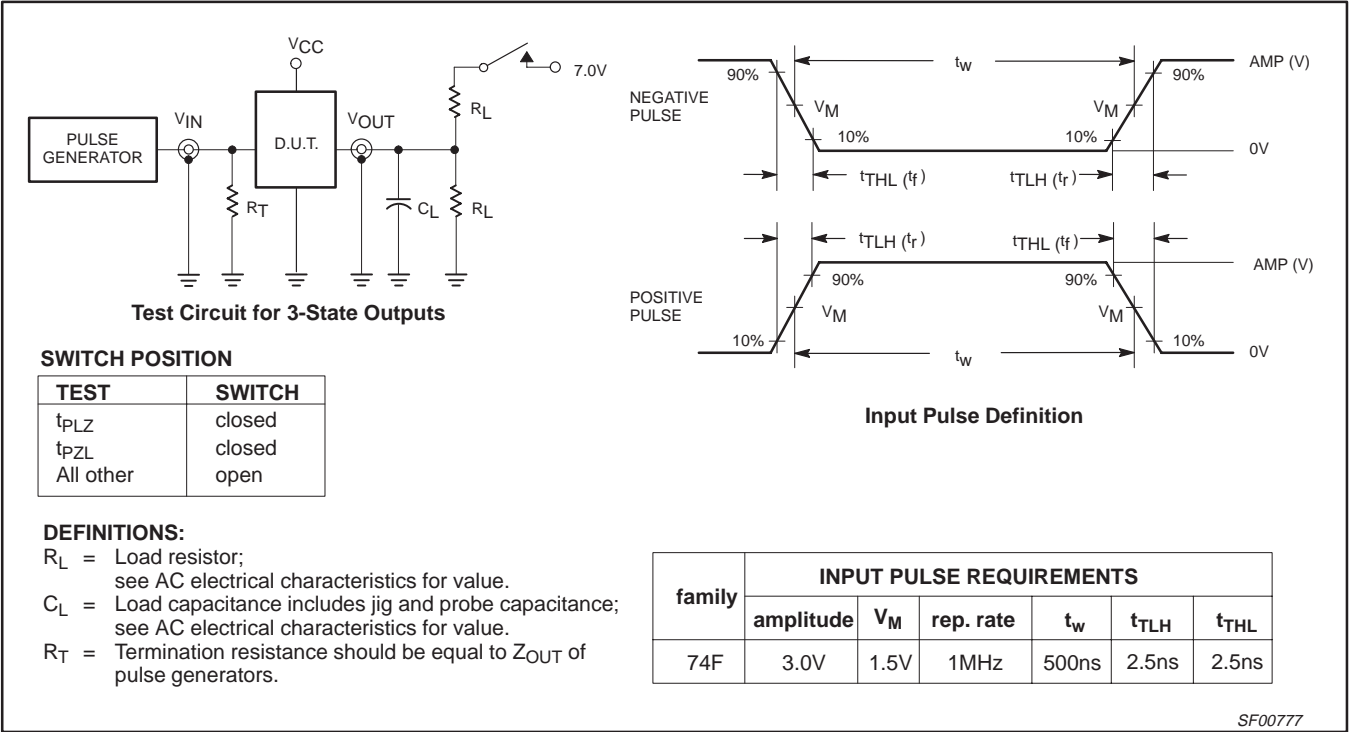 VCC
7.0V
RL
VIN
VOUT
PULSE
GENERATOR
D.U.T.
RT
CL
RL
Test Circuit for 3-State Outputs
NEGATIVE
PULSE
90%
tw
90%
AMP (V)
VM
VM
10%
10%
0V
tTHL (tf)
tTLH (tr)
tTLH (tr)
tTHL (tf)
AMP (V)
90%
90%
POSITIVE
PULSE
VM
VM
10%
10%
tw
0V
Input Pulse Definition
SWITCH POSITION
TEST SWITCH
tPLZ closed
tPZL closed
All other open
DEFINITIONS:
RL = Load resistor;
see AC electrical characteristics for value.
CL = Load capacitance includes jig and probe capacitance;
see AC electrical characteristics for value.
RT = Termination resistance should be equal to ZOUT of
pulse generators.
family INPUT PULSE REQUIREMENTS
amplitude VM rep. rate tw tTLH tTHL
74F 3.0V 1.5V 1MHz 500ns 2.5ns 2.5ns
SF00777